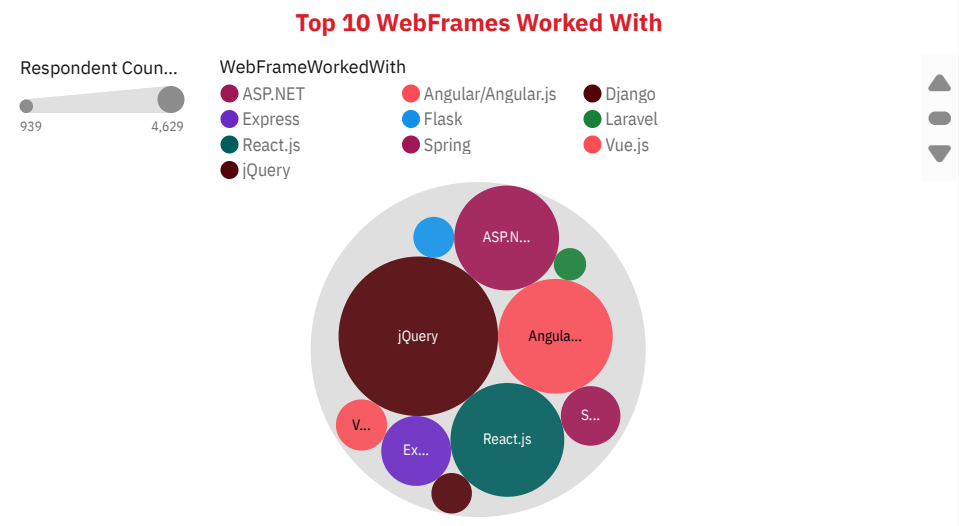 Top 10 WebFrames Worked With
Respondent Coun...
939
4,629
WebFrameWorkedWith
ASP.NET
Angular/Angular.js
Django
Express
Flask
Laravel
React.js
Spring
Vue.js
jQuery
ASP.N...
jQuery
Angula...
S...
V...
Ex...
React.js